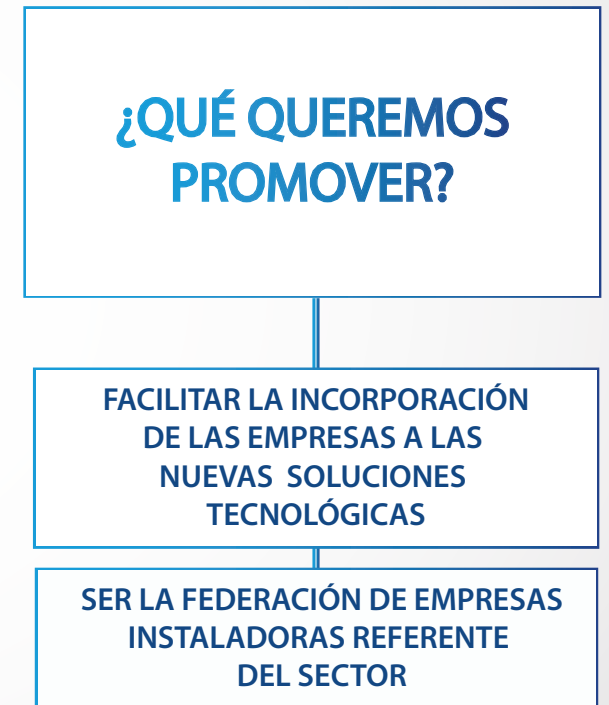 ¿QUÉ QUEREMOS
PROMOVER?
FACILITAR LA INCORPORACIÓN
DE LAS EMPRESAS A LAS
NUEVAS SOLUCIONES
TECNOLÓGICAS
SER LA FEDERACIÓN DE EMPRESAS
INSTALADORAS REFERENTE
DEL SECTOR